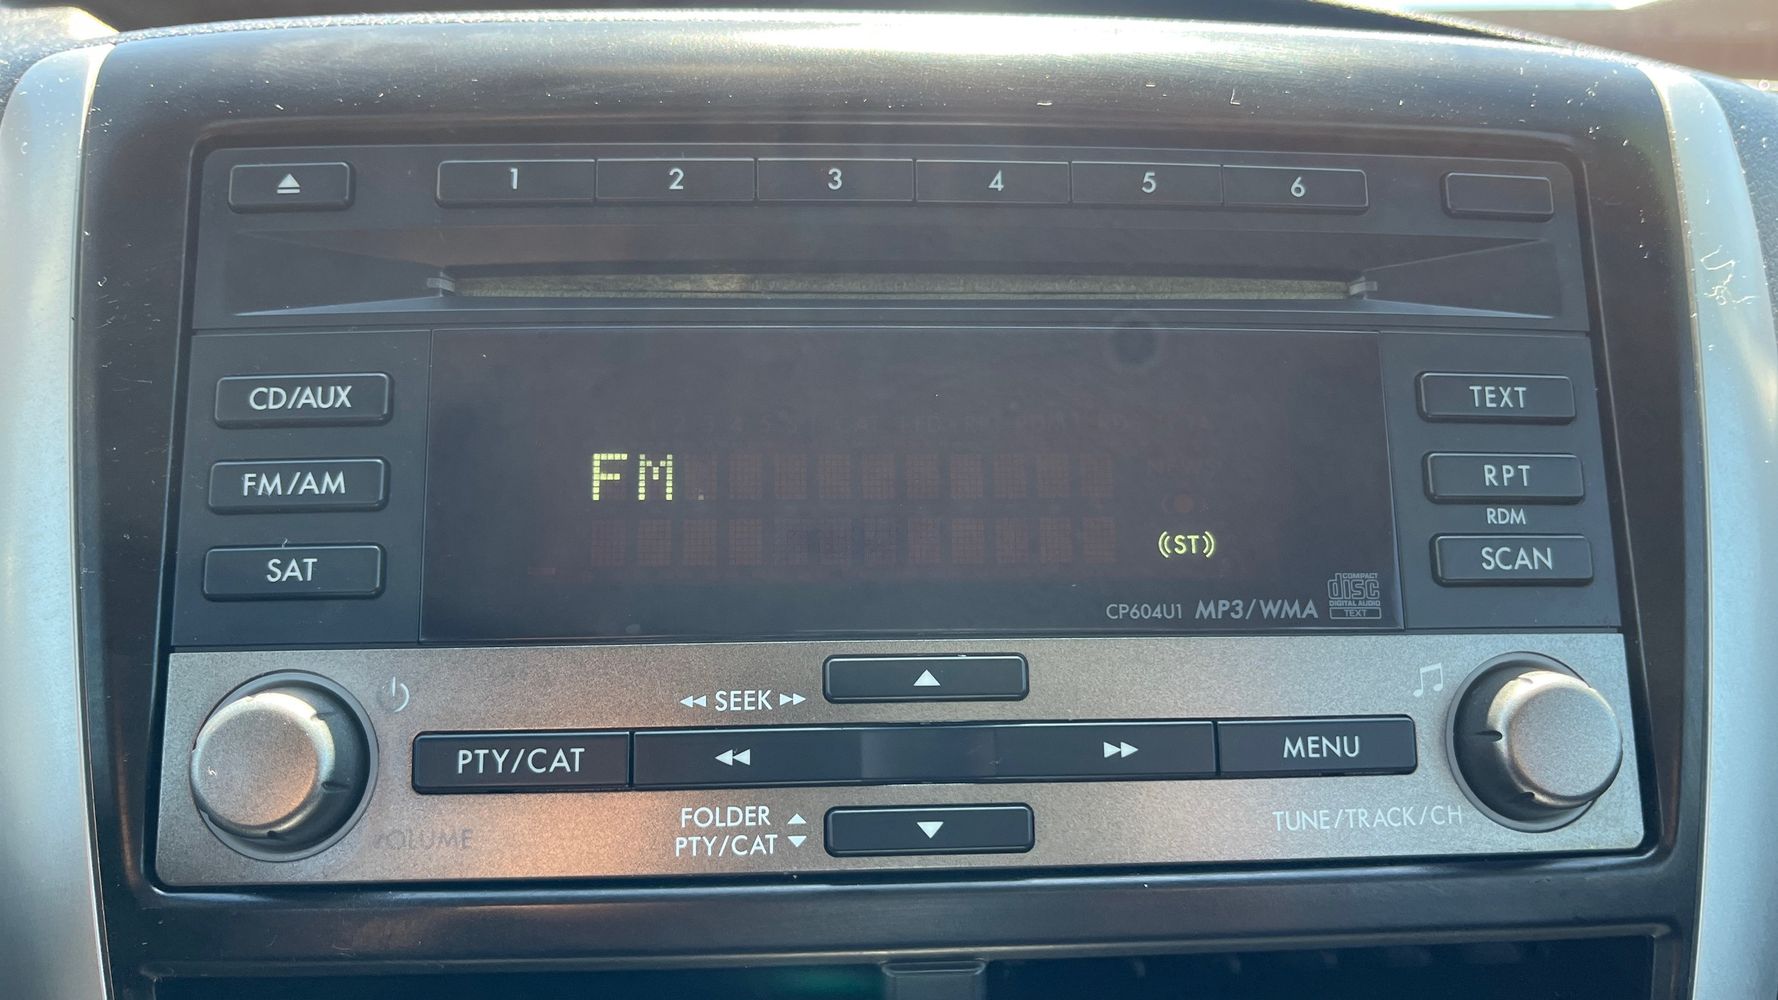 1 2 3 4 5 6
CD/AUX
TEXT
FM/AM
FM
RPT
RDM
SAT
((ST))
SCAN
CP604U1 MP3/WMA
COMPACT
disc
DIGITAL AUDIO
TEXT
SEEK
PTY/CAT
MENU
FOLDER
PTY/CAT
VOLUME
TUNE/TRACK/CH